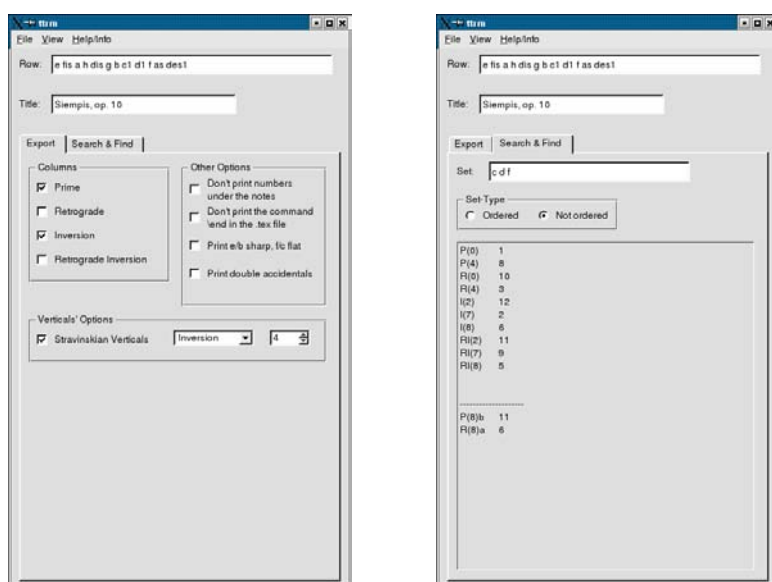 ttrm
File View Help/Info
Row: e fis a h dis g b c1 d1 f as des1
Title: Siempis, op. 10
Export Search & Find
Columns
Prime
Retrograde
Inversion
Retrograde Inversion
Other Options
Don't print numbers
under the notes
Don't print the command
\end in the .tex file
Print e/b sharp, f/c flat
Print double accidentals
Verticals' Options
Stravinskian Verticals Inversion 4
ttrm
File View Help/Info
Row: e fis a h dis g b c1 d1 f as des1
Title: Siempis, op. 10
Export Search & Find
Set: c d f
Set-Type
Ordered Not ordered
P(0) 1
P(4) 8
R(0) 10
R(4) 3
I(2) 12
I(7) 2
I(8) 6
RI(2) 11
RI(7) 9
RI(8) 5
--------------------
P(8)b 11
R(8)a 6